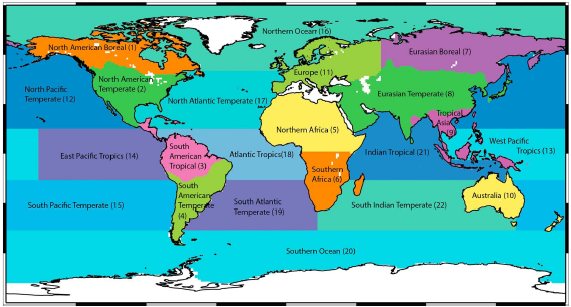 Northern Ocean (16)
North American Boreal (1)
Eurasian Boreal (7)
Europe (11)
North American
Temperate (2)
North Pacific
Temperate (12)
North Atlantic Temperate (17)
Eurasian Temperate (8)
Tropical
Asia
(9)
Northern Africa (5)
West Pacific
Tropics (13)
East Pacific Tropics (14)
South
American
Tropical (3)
Atlantic Tropics(18)
Indian Tropical (21)
Southern
Africa (6)
South
American
Temperate
(4)
Australia (10)
South Pacific Temperate (15)
South Atlantic
Temperate (19)
South Indian Temperate (22)
Southern Ocean (20)